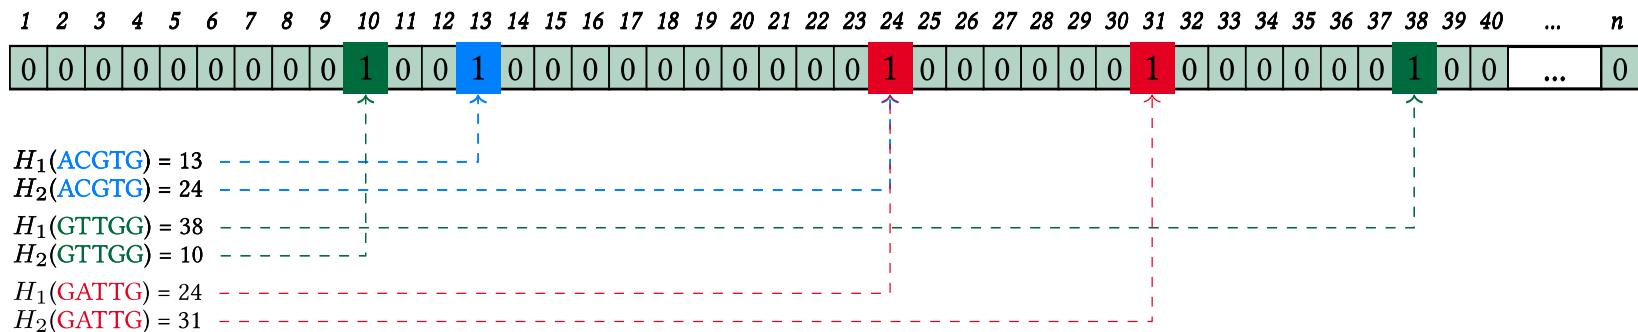 1 2 3 4 5 6 7 8 9 10 11 12 13 14 15 16 17 18 19 20 21 22 23 24 25 26 27 28 29 30 31 32 33 34 35 36 37 38 39 40 ... n
0 0 0 0 0 0 0 0 0 1 0 0 1 0 0 0 0 0 0 0 0 0 0 1 0 0 0 0 0 0 1 0 0 0 0 0 0 1 0 0 ... 0
H₁(ACGTG) = 13
H₂(ACGTG) = 24
H₁(GTTGG) = 38
H₂(GTTGG) = 10
H₁(GATTG) = 24
H₂(GATTG) = 31